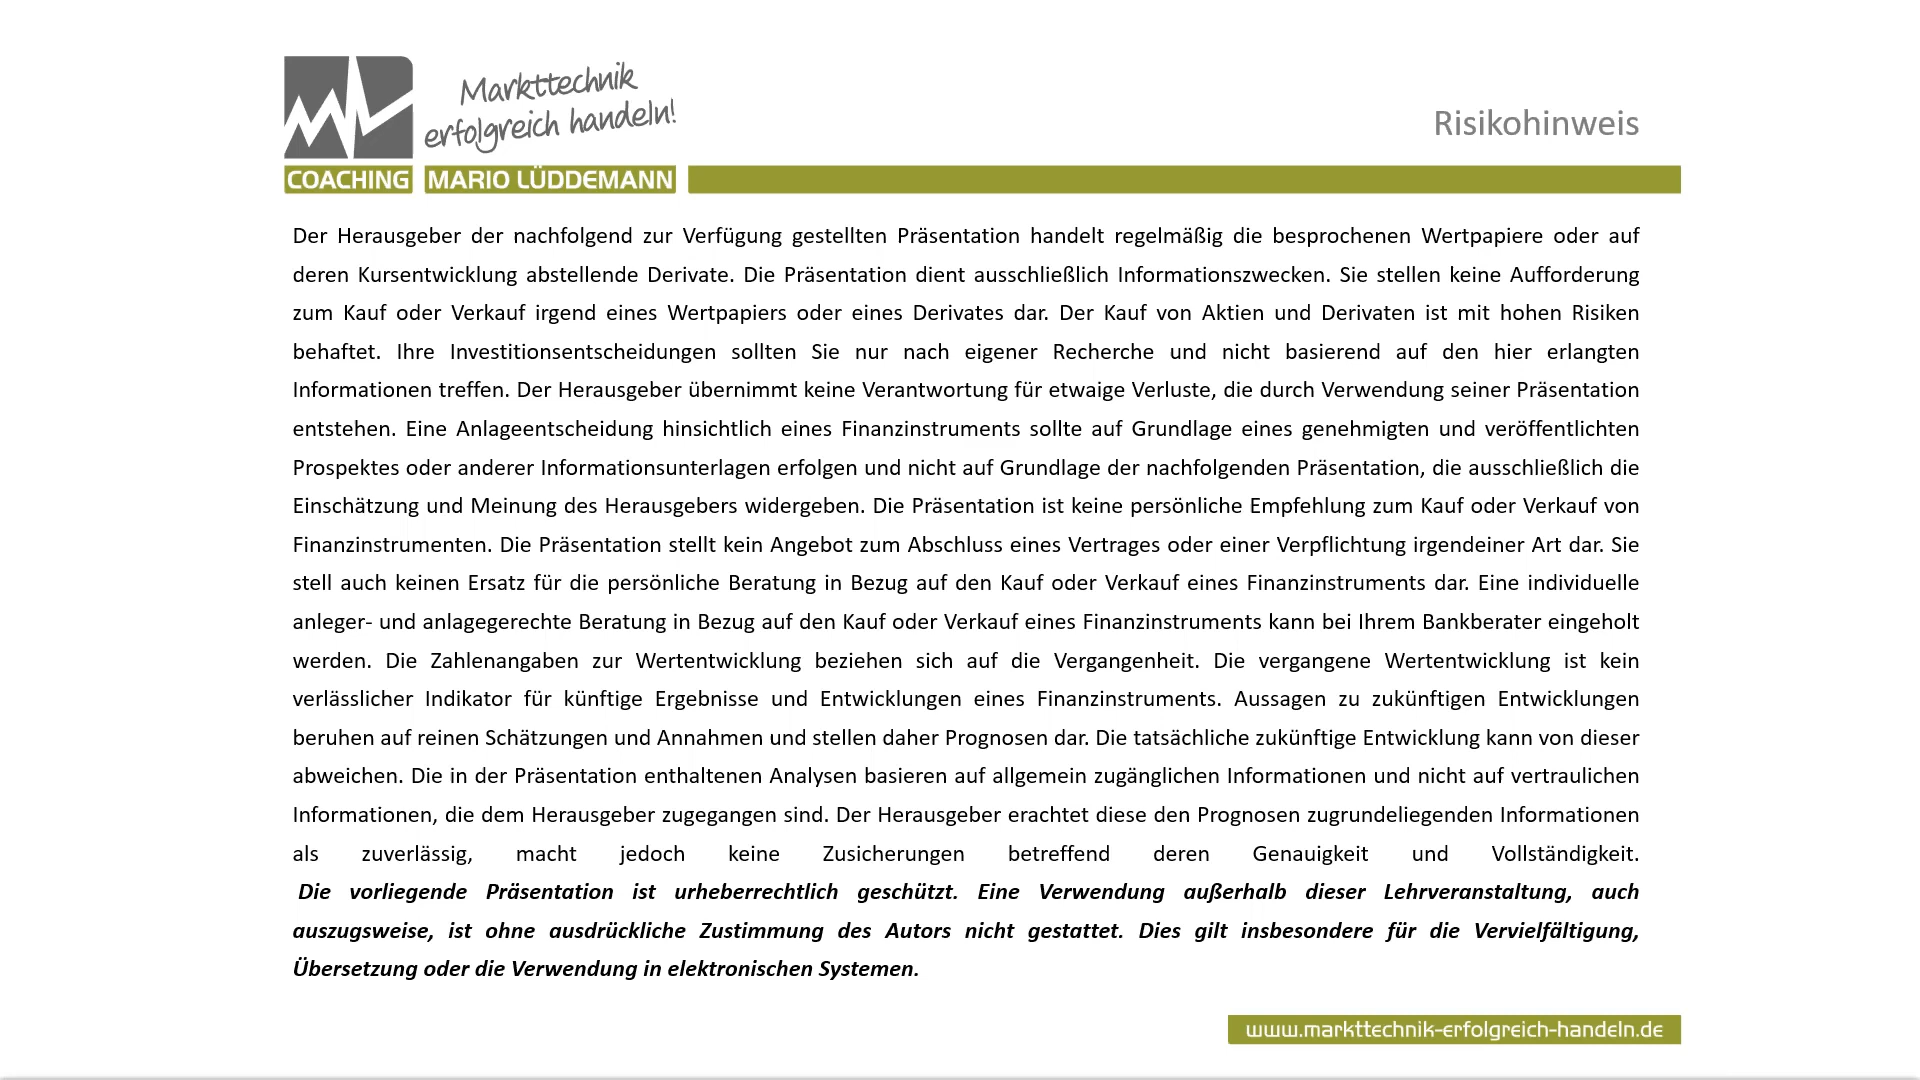 Markttechnik
erfolgreich handeln!
Risikohinweis
COACHING MARIO LÜDDEMANN
Der Herausgeber der nachfolgend zur Verfügung gestellten Präsentation handelt regelmäßig die besprochenen Wertpapiere oder auf
deren Kursentwicklung abstellende Derivate. Die Präsentation dient ausschließlich Informationszwecken. Sie stellen keine Aufforderung
zum Kauf oder Verkauf irgend eines Wertpapiers oder eines Derivates dar. Der Kauf von Aktien und Derivaten ist mit hohen Risiken
behaftet. Ihre Investitionsentscheidungen sollten Sie nur nach eigener Recherche und nicht basierend auf den hier erlangten
Informationen treffen. Der Herausgeber übernimmt keine Verantwortung für etwaige Verluste, die durch Verwendung seiner Präsentation
entstehen. Eine Anlageentscheidung hinsichtlich eines Finanzinstruments sollte auf Grundlage eines genehmigten und veröffentlichten
Prospektes oder anderer Informationsunterlagen erfolgen und nicht auf Grundlage der nachfolgenden Präsentation, die ausschließlich die
Einschätzung und Meinung des Herausgebers widergeben. Die Präsentation ist keine persönliche Empfehlung zum Kauf oder Verkauf von
Finanzinstrumenten. Die Präsentation stellt kein Angebot zum Abschluss eines Vertrages oder einer Verpflichtung irgendeiner Art dar. Sie
stell auch keinen Ersatz für die persönliche Beratung in Bezug auf den Kauf oder Verkauf eines Finanzinstruments dar. Eine individuelle
anleger- und anlagegerechte Beratung in Bezug auf den Kauf oder Verkauf eines Finanzinstruments kann bei Ihrem Bankberater eingeholt
werden. Die Zahlenangaben zur Wertentwicklung beziehen sich auf die Vergangenheit. Die vergangene Wertentwicklung ist kein
verlässlicher Indikator für künftige Ergebnisse und Entwicklungen eines Finanzinstruments. Aussagen zu zukünftigen Entwicklungen
beruhen auf reinen Schätzungen und Annahmen und stellen daher Prognosen dar. Die tatsächliche zukünftige Entwicklung kann von dieser
abweichen. Die in der Präsentation enthaltenen Analysen basieren auf allgemein zugänglichen Informationen und nicht auf vertraulichen
Informationen, die dem Herausgeber zugegangen sind. Der Herausgeber erachtet diese den Prognosen zugrundeliegenden Informationen
als zuverlässig, macht jedoch keine Zusicherungen betreffend deren Genauigkeit und Vollständigkeit.
Die vorliegende Präsentation ist urheberrechtlich geschützt. Eine Verwendung außerhalb dieser Lehrveranstaltung, auch
auszugsweise, ist ohne ausdrückliche Zustimmung des Autors nicht gestattet. Dies gilt insbesondere für die Vervielfältigung,
Übersetzung oder die Verwendung in elektronischen Systemen.
www.markttechnik-erfolgreich-handeln.de